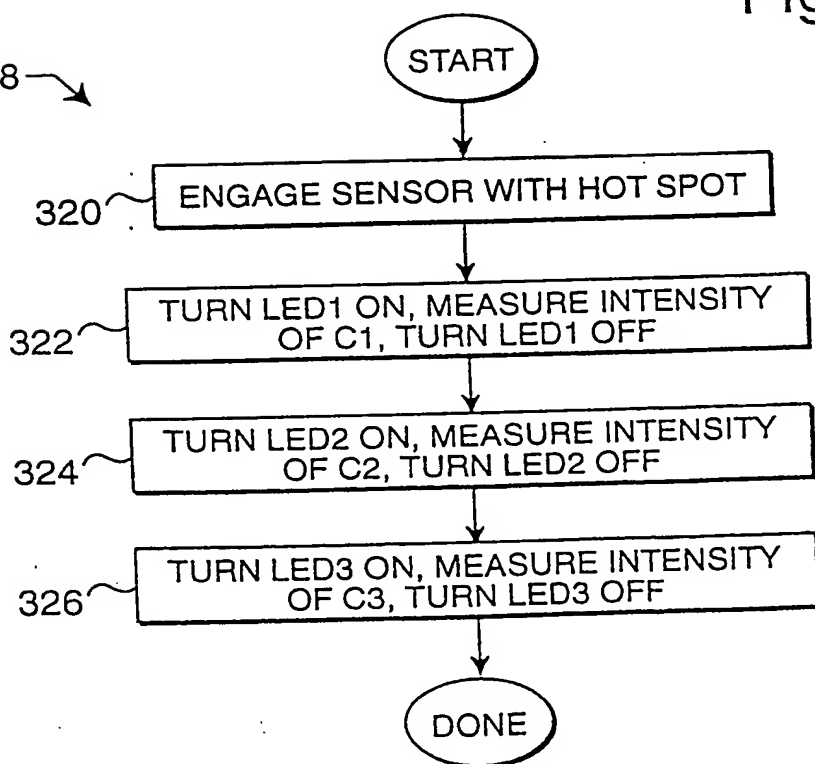 Fig
START
8
320
ENGAGE SENSOR WITH HOT SPOT
322
TURN LED1 ON, MEASURE INTENSITY
OF C1, TURN LED1 OFF
324
TURN LED2 ON, MEASURE INTENSITY
OF C2, TURN LED2 OFF
326
TURN LED3 ON, MEASURE INTENSITY
OF C3, TURN LED3 OFF
DONE